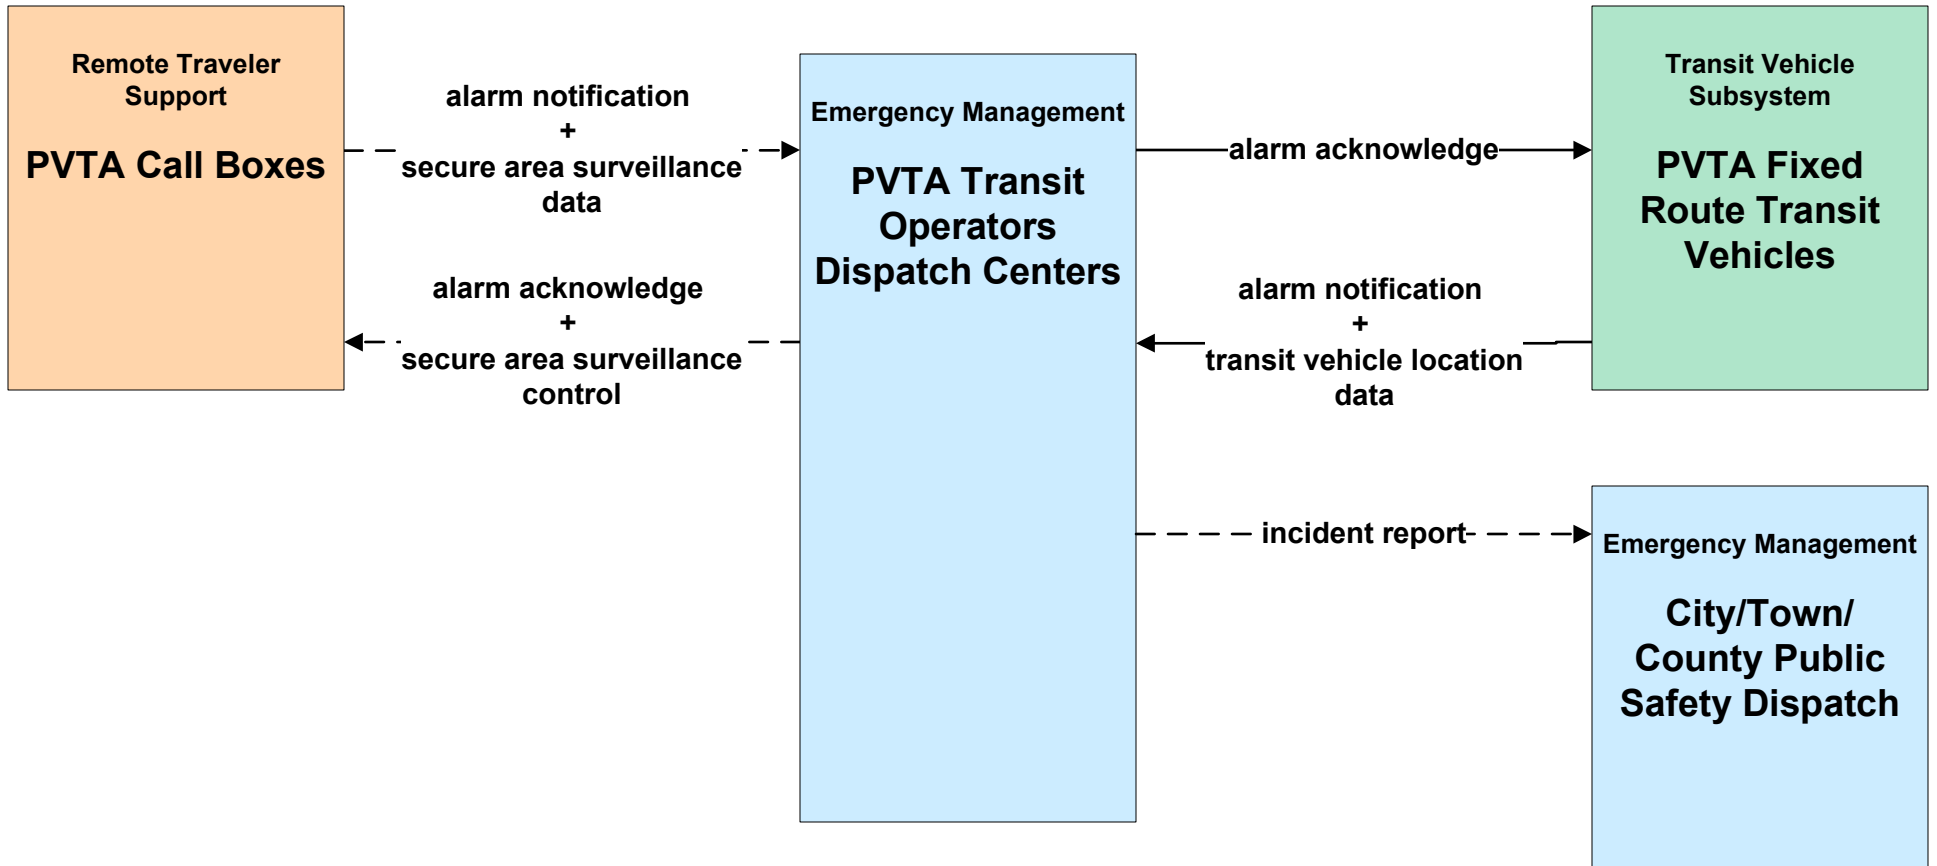 Remote Traveler
Support
PVTA Call Boxes
alarm notification
+
secure area surveillance
data
alarm acknowledge
+
secure area surveillance
control
Emergency Management
PVTA Transit
Operators
Dispatch Centers
alarm acknowledge
alarm notification
+
transit vehicle location
data
incident report
Transit Vehicle
Subsystem
PVTA Fixed
Route Transit
Vehicles
Emergency Management
City/Town/
County Public
Safety Dispatch